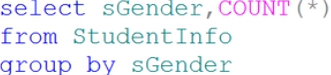 select sGender,COUNT(*)
from StudentInfo
group by sGender